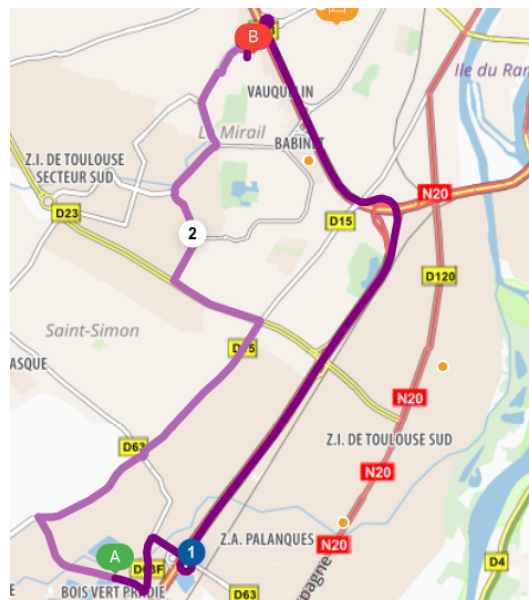 B
Ile du Ram
VAUQUELIN
Le Mirail
BABINET
Z.I. DE TOULOUSE
SECTEUR SUD
N20
D23
D15
2
D120
Saint-Simon
ASQUE
N20
D63
Z.I. DE TOULOUSE SUD
N20
1
Z.A. PALANQUES
N20
A
D63F
D4
BOIS VERT PRADIE
D63
pagne